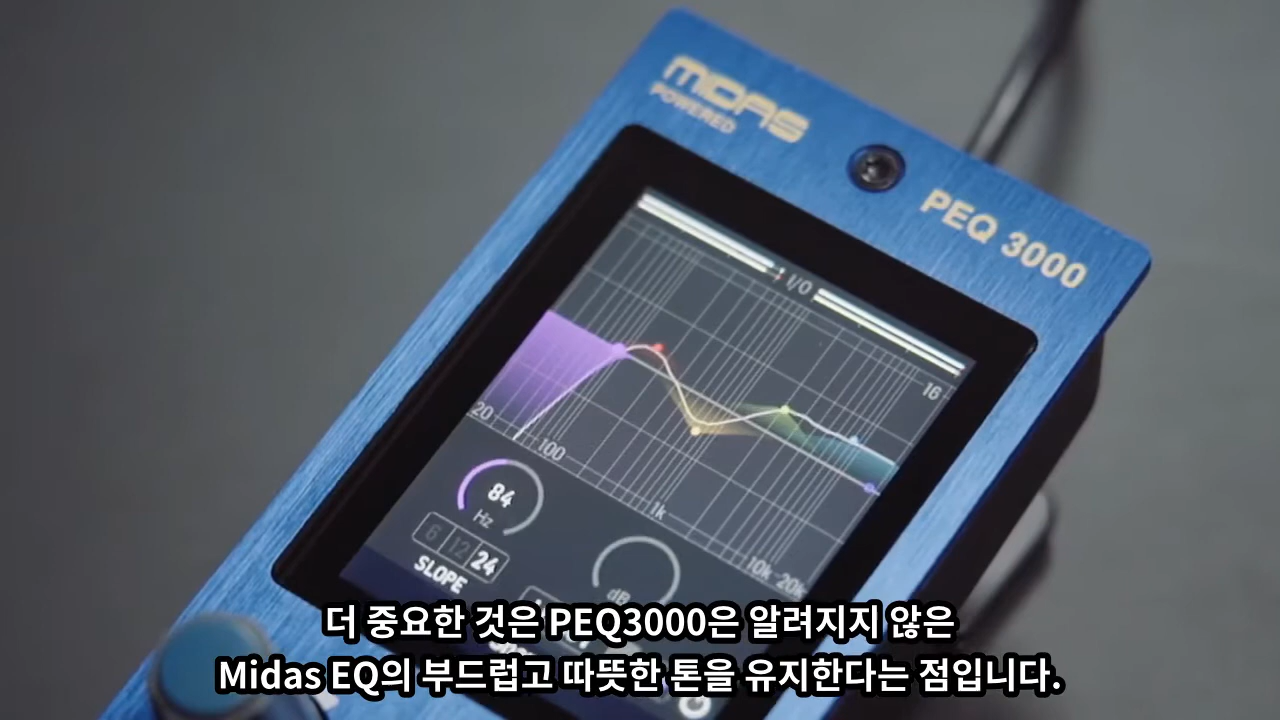 MIDAS
POWERED
PEQ 3000
I/O
16
20
100
1k
10k 20k
84
Hz
6 12 24
SLOPE
dB
더 중요한 것은 PEQ3000은 알려지지 않은
Midas EQ의 부드럽고 따뜻한 톤을 유지한다는 점입니다.